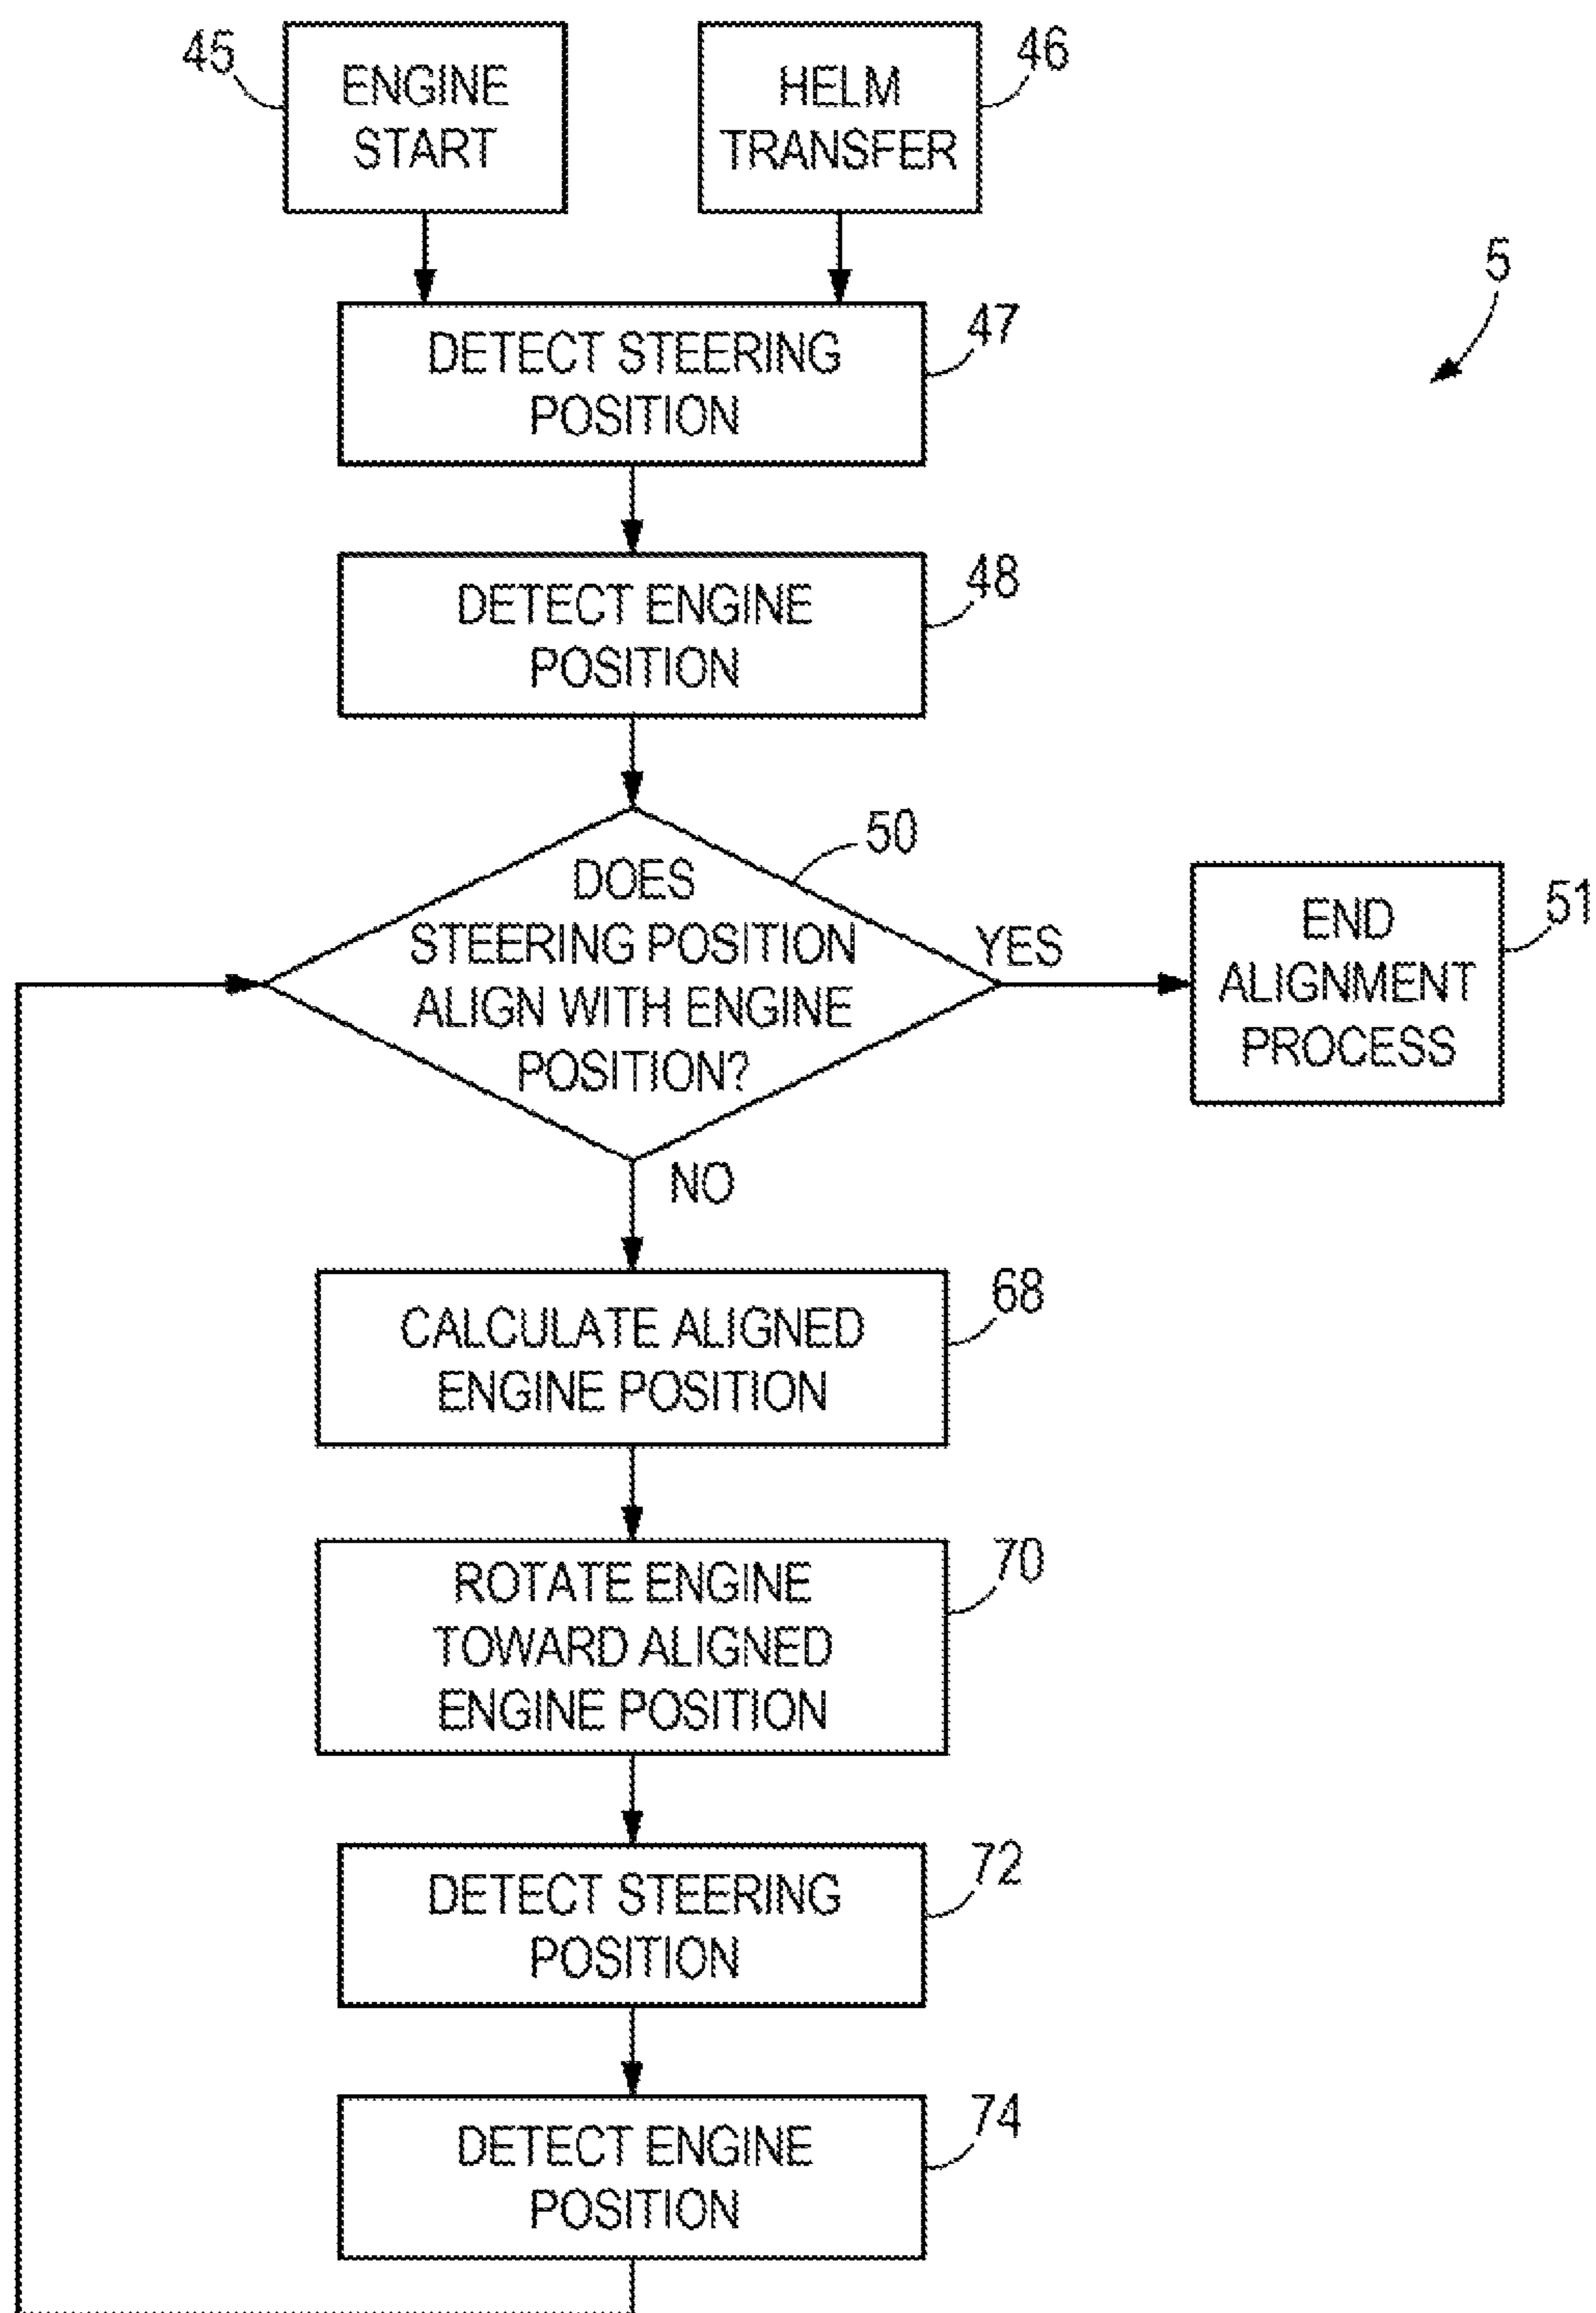 45
ENGINE
START
HELM
TRANSFER
46
5
DETECT STEERING
POSITION
47
DETECT ENGINE
POSITION
48
DOES
STEERING POSITION
ALIGN WITH ENGINE
POSITION?
50
YES
END
ALIGNMENT
PROCESS
51
NO
CALCULATE ALIGNED
ENGINE POSITION
68
ROTATE ENGINE
TOWARD ALIGNED
ENGINE POSITION
70
DETECT STEERING
POSITION
72
DETECT ENGINE
POSITION
74